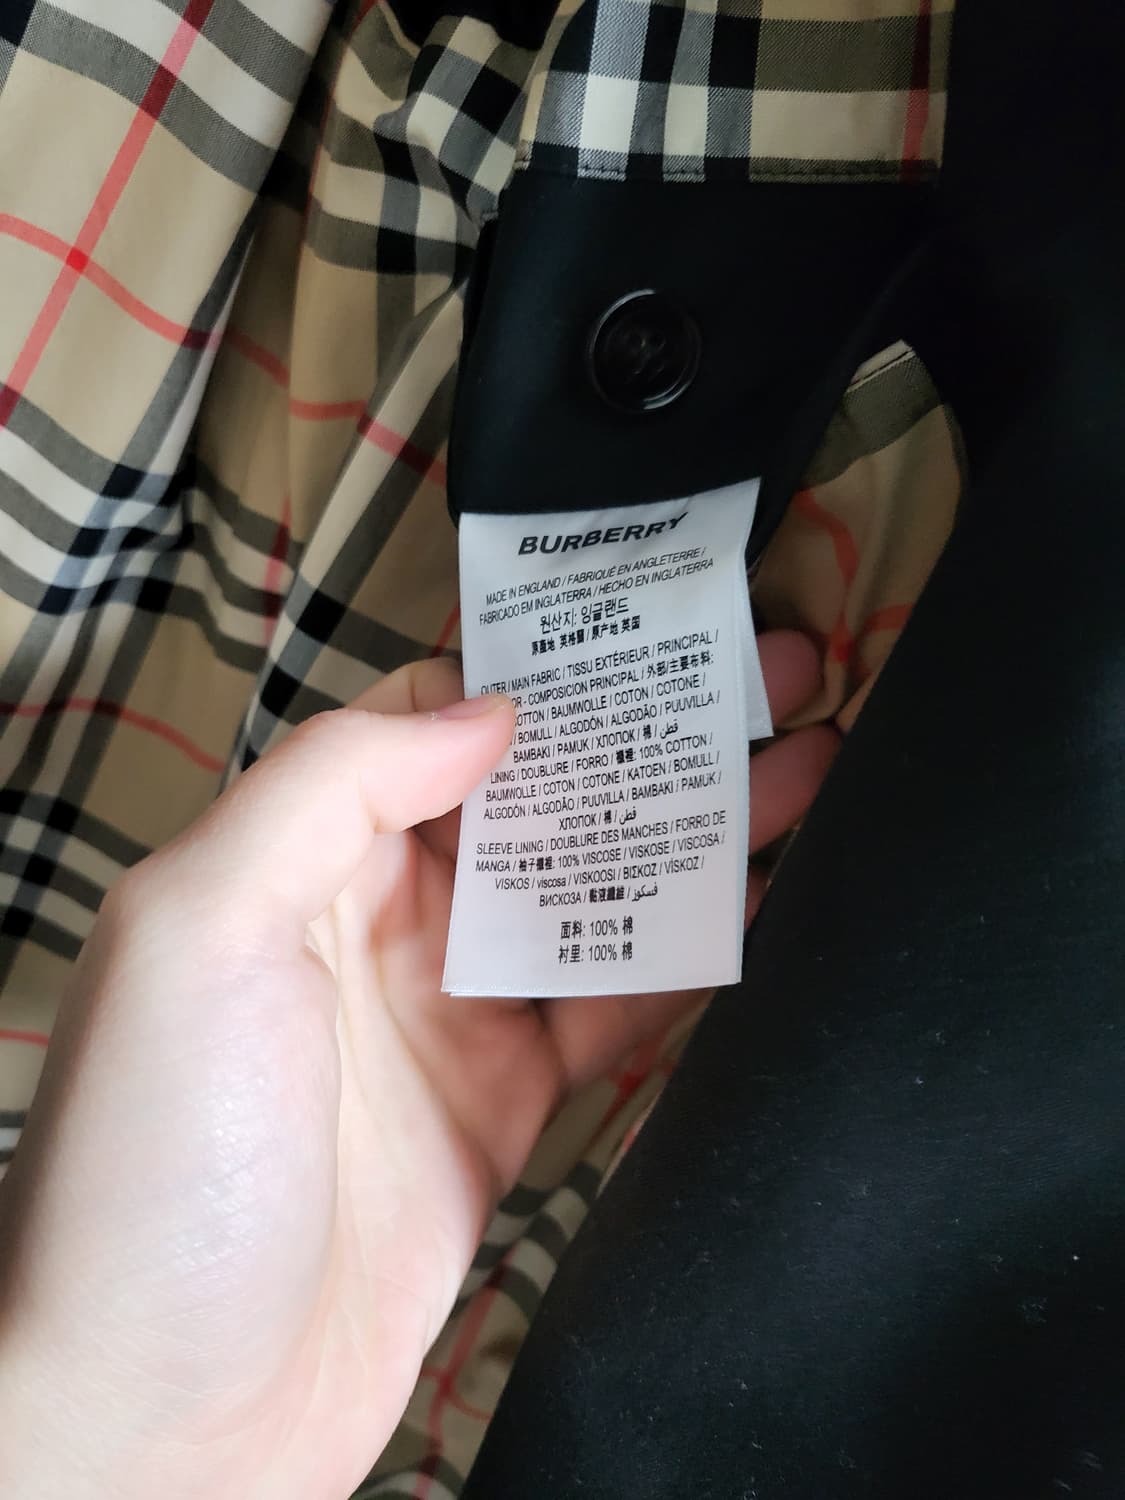 BURBERRY
MADE IN ENGLAND / FABRIQUÉ EN ANGLETERRE /
FABRICADO EM INGLATERRA / HECHO EN INGLATERRA
원산지: 잉글랜드
原產地 英格蘭 / 原产地 英国
OUTER / MAIN FABRIC / TISSU EXTÉRIEUR / PRINCIPAL /
OR - COMPOSICION PRINCIPAL / 外部/主要布料:
COTTON / BAUMWOLLE / COTON / COTONE /
/ BOMULL / ALGODÓN / ALGODÃO / PUUVILLA /
BAMBAKI / PAMUK / ХЛОПОК / 棉 / قطن
LINING / DOUBLURE / FORRO / 襯裡: 100% COTTON /
BAUMWOLLE / COTON / COTONE / KATOEN / BOMULL /
ALGODÓN / ALGODÃO / PUUVILLA / BAMBAKI / PAMUK /
ХЛОПОК / 棉 / قطن
SLEEVE LINING / DOUBLURE DES MANCHES / FORRO DE
MANGA / 袖子襯裡: 100% VISCOSE / VISKOSE / VISCOSA /
VISKOS / viscosa / VISKOOSI / ΒΙΣΚΟΖ / VİSKOZ /
ВИСКОЗА / 黏液纖維 / فسكوز
面料: 100% 棉
衬里: 100% 棉